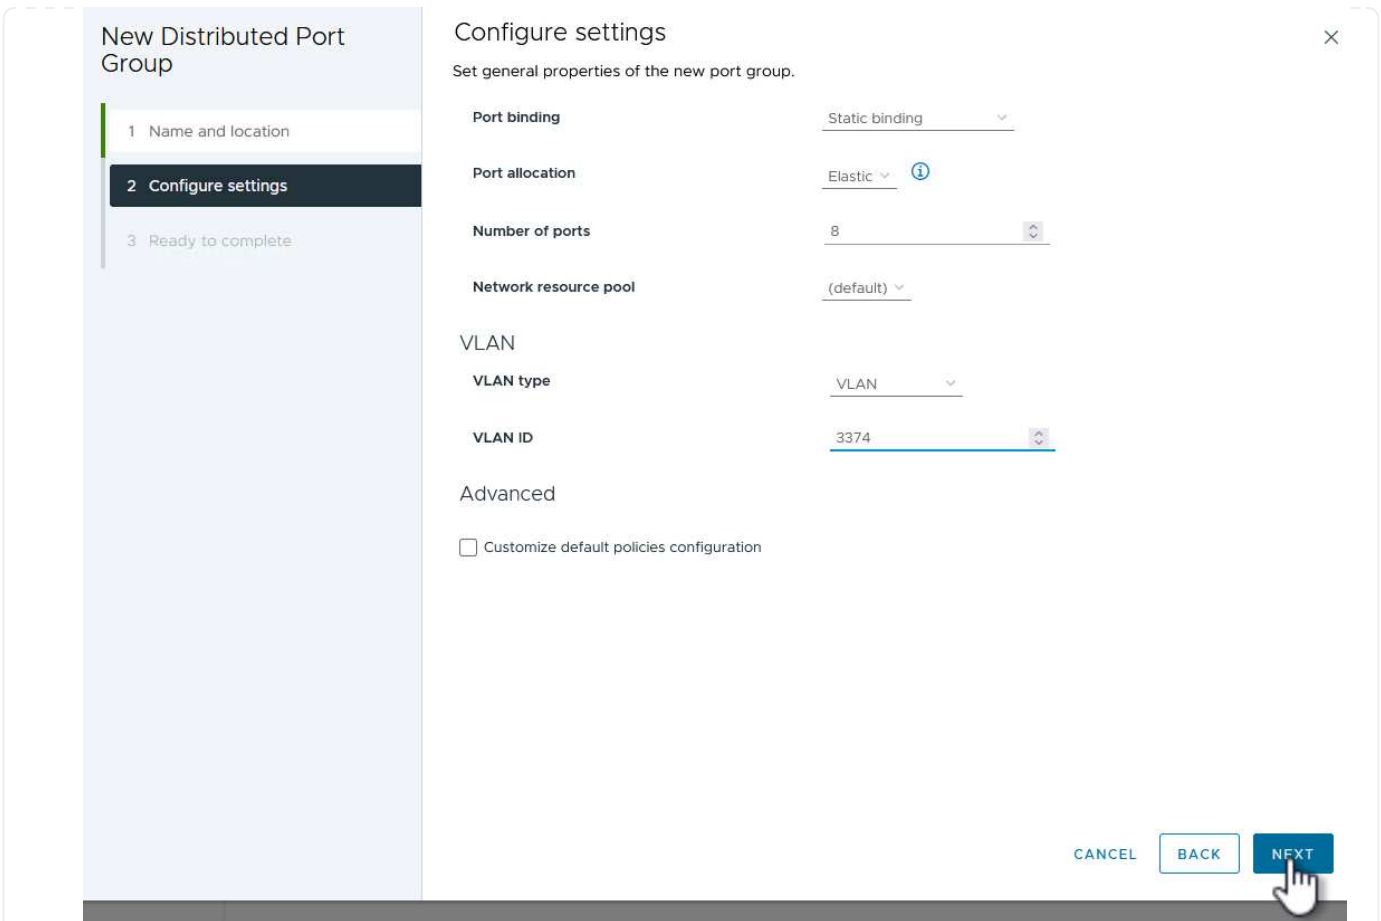 New Distributed Port
Group
1 Name and location
2 Configure settings
3 Ready to complete
Configure settings
Set general properties of the new port group.
Port binding
Static binding
Port allocation
Elastic
Number of ports
8
Network resource pool
(default)
VLAN
VLAN type
VLAN
VLAN ID
3374
Advanced
Customize default policies configuration
CANCEL
BACK
NEXT